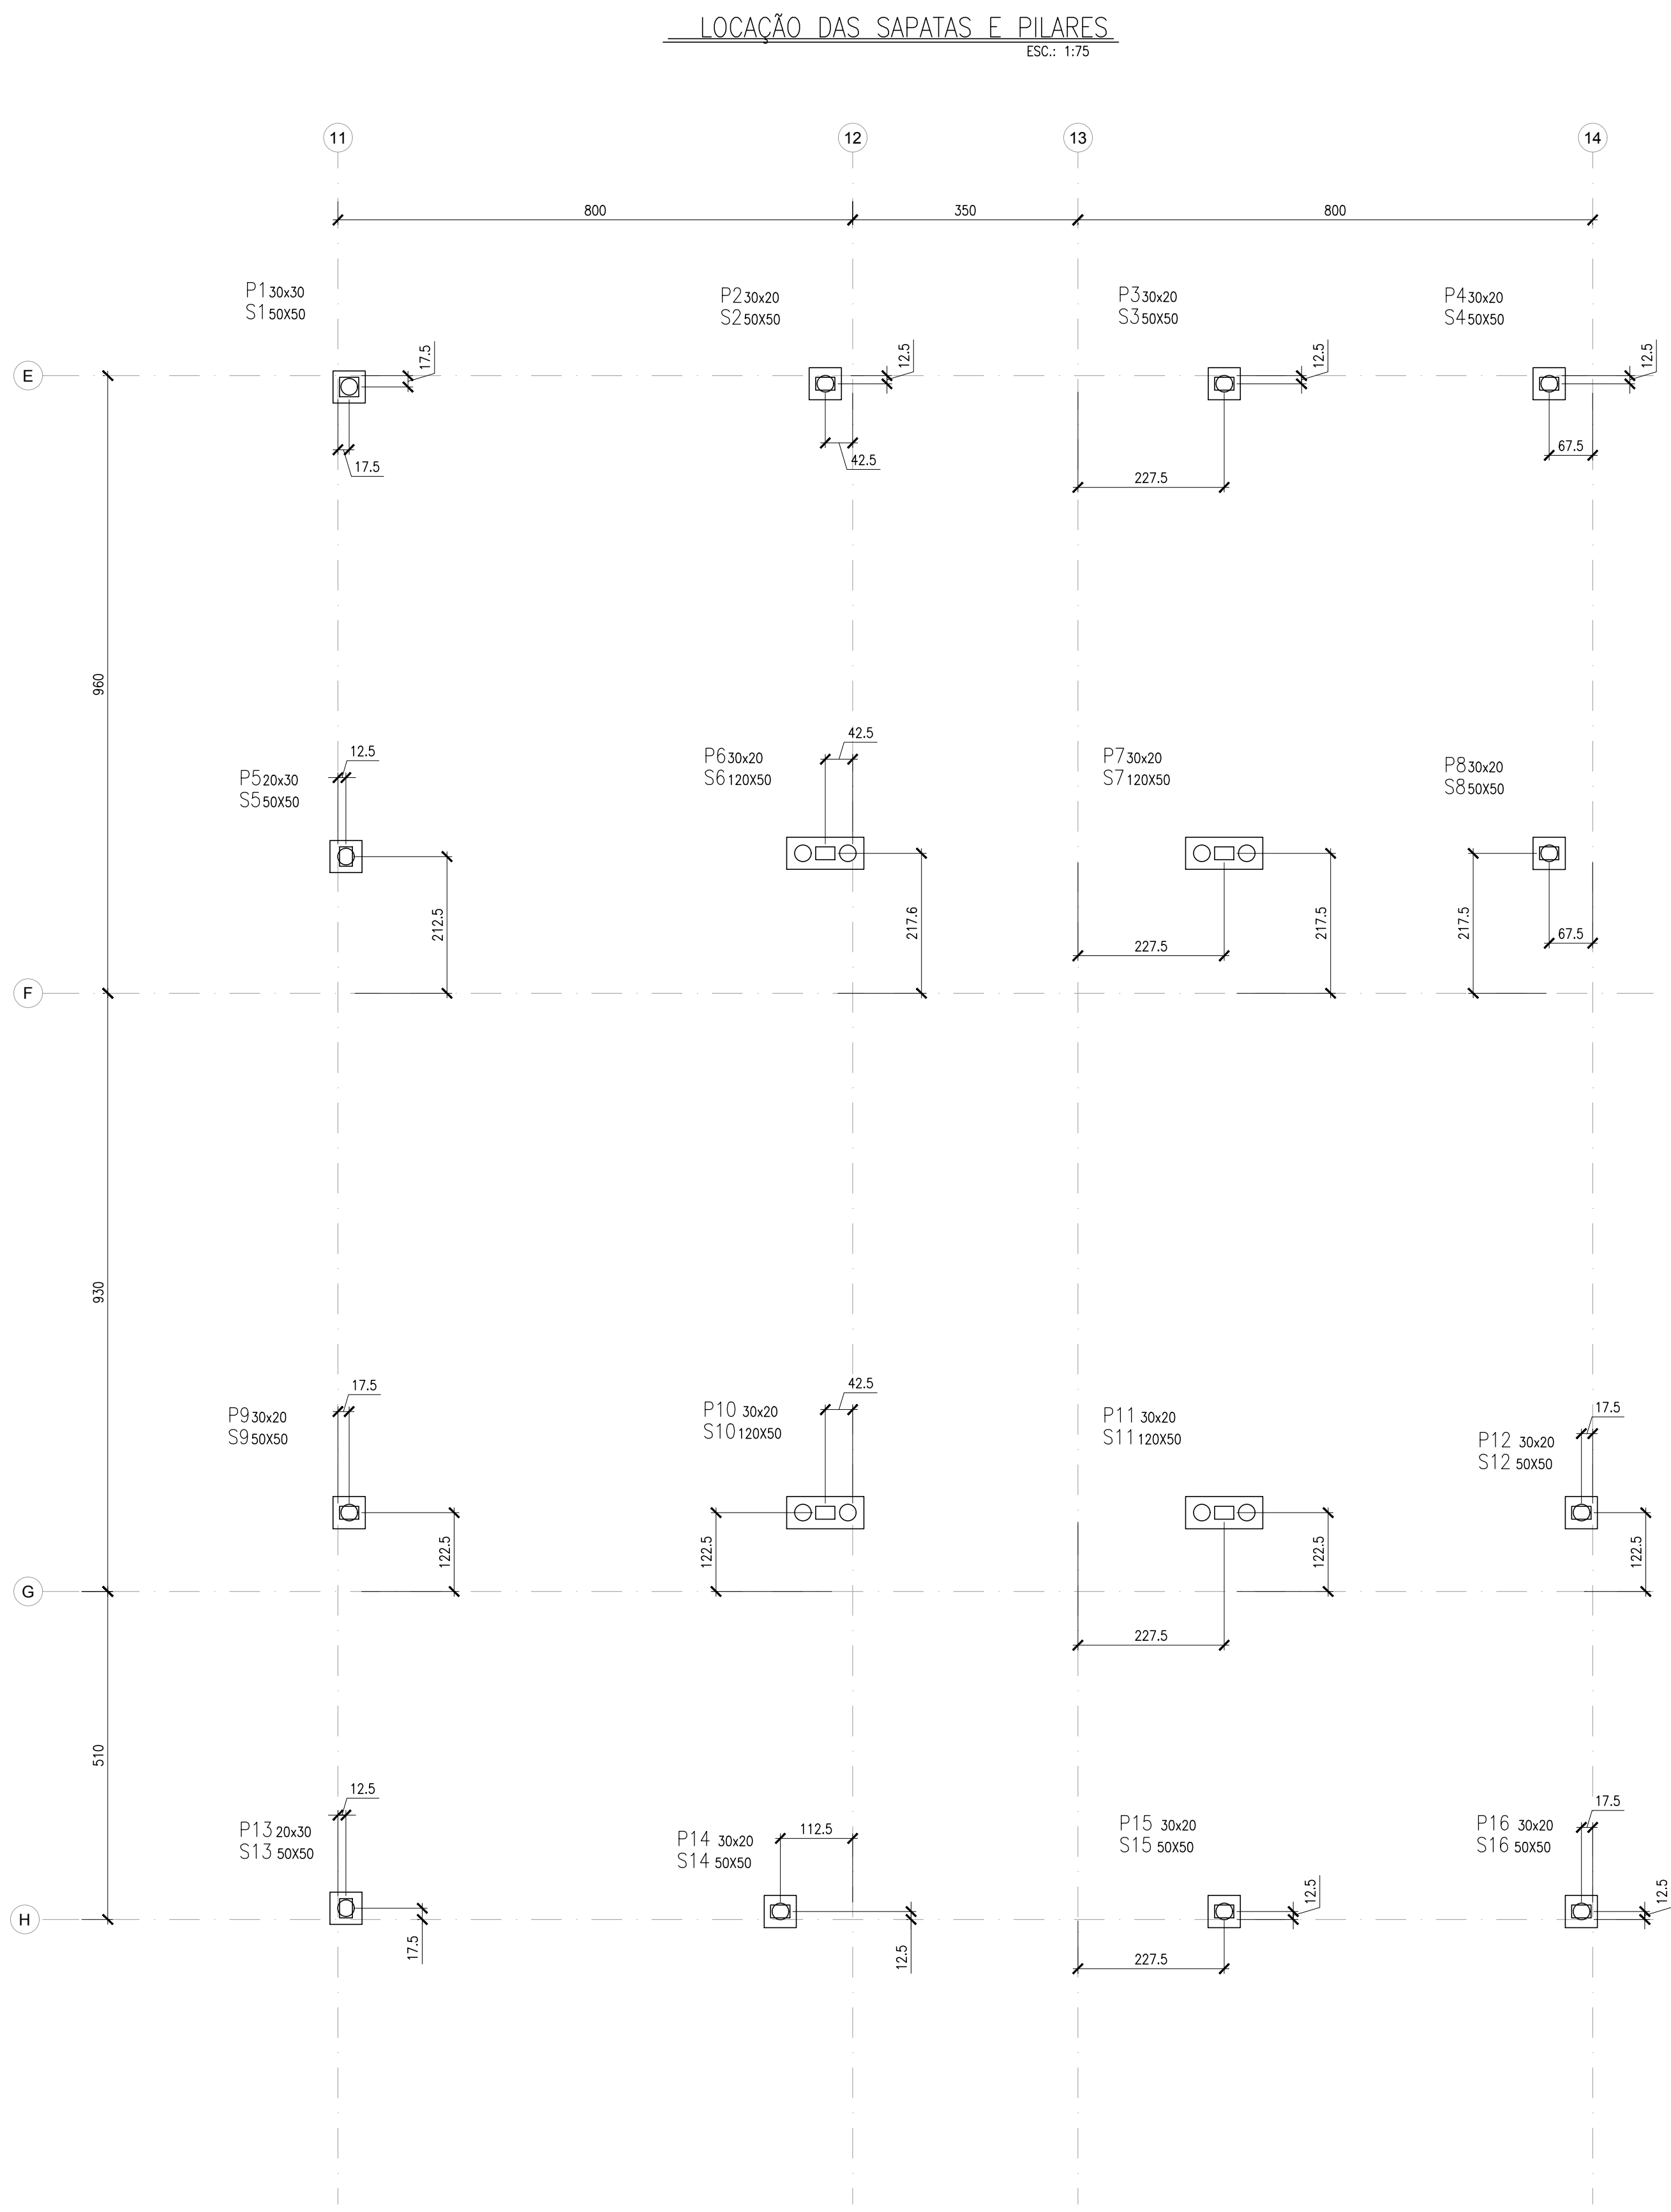 LOCAÇÃO DAS SAPATAS E PILARES
ESC.: 1:75
11
12
13
14
800
350
800
P1 30x30
S1 50X50
P2 30x20
S2 50X50
P3 30x20
S3 50X50
P4 30x20
S4 50X50
E
17.5
12.5
12.5
12.5
17.5
42.5
227.5
67.5
960
P5 20x30
S5 50X50
12.5
P6 30x20
S6 120X50
42.5
P7 30x20
S7 120X50
P8 30x20
S8 50X50
212.5
217.6
227.5
217.5
217.5
67.5
F
930
P9 30x20
S9 50X50
17.5
P10 30x20
S10 120X50
42.5
P11 30x20
S11 120X50
P12 30x20
S12 50X50
17.5
122.5
122.5
122.5
122.5
G
227.5
510
P13 20x30
S13 50X50
12.5
P14 30x20
S14 50X50
112.5
P15 30x20
S15 50X50
P16 30x20
S16 50X50
17.5
12.5
12.5
H
17.5
12.5
227.5